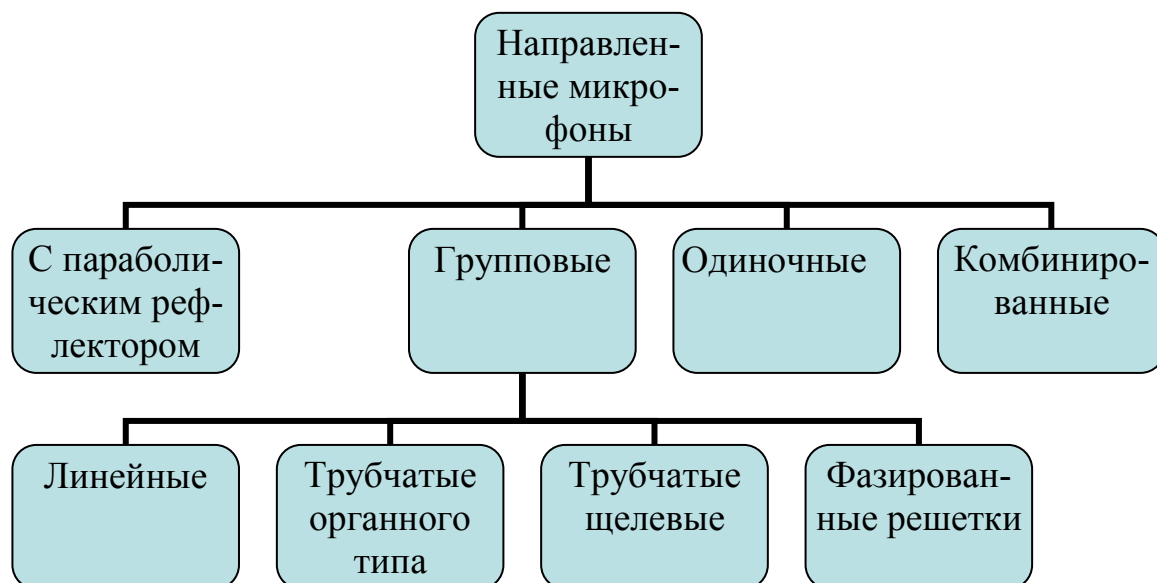 Направлен-
ные микро-
фоны
С параболи-
ческим реф-
лектором
Групповые
Одиночные
Комбиниро-
ванные
Линейные
Трубчатые
органного
типа
Трубчатые
щелевые
Фазирован-
ные решетки